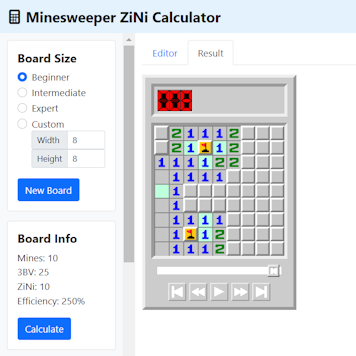 Minesweeper ZiNi Calculator
Board Size
Beginner
Intermediate
Expert
Custom
Width 8
Height 8
New Board
Board Info
Mines: 10
3BV: 25
ZiNi: 10
Efficiency: 250%
Calculate
Editor Result
2 1 1 1 2
2 1 1 1 2
1 1 1 1 2 2
1 1 1 1
1
1
1 1 1 1
2 1 1 1
1 1 2 2